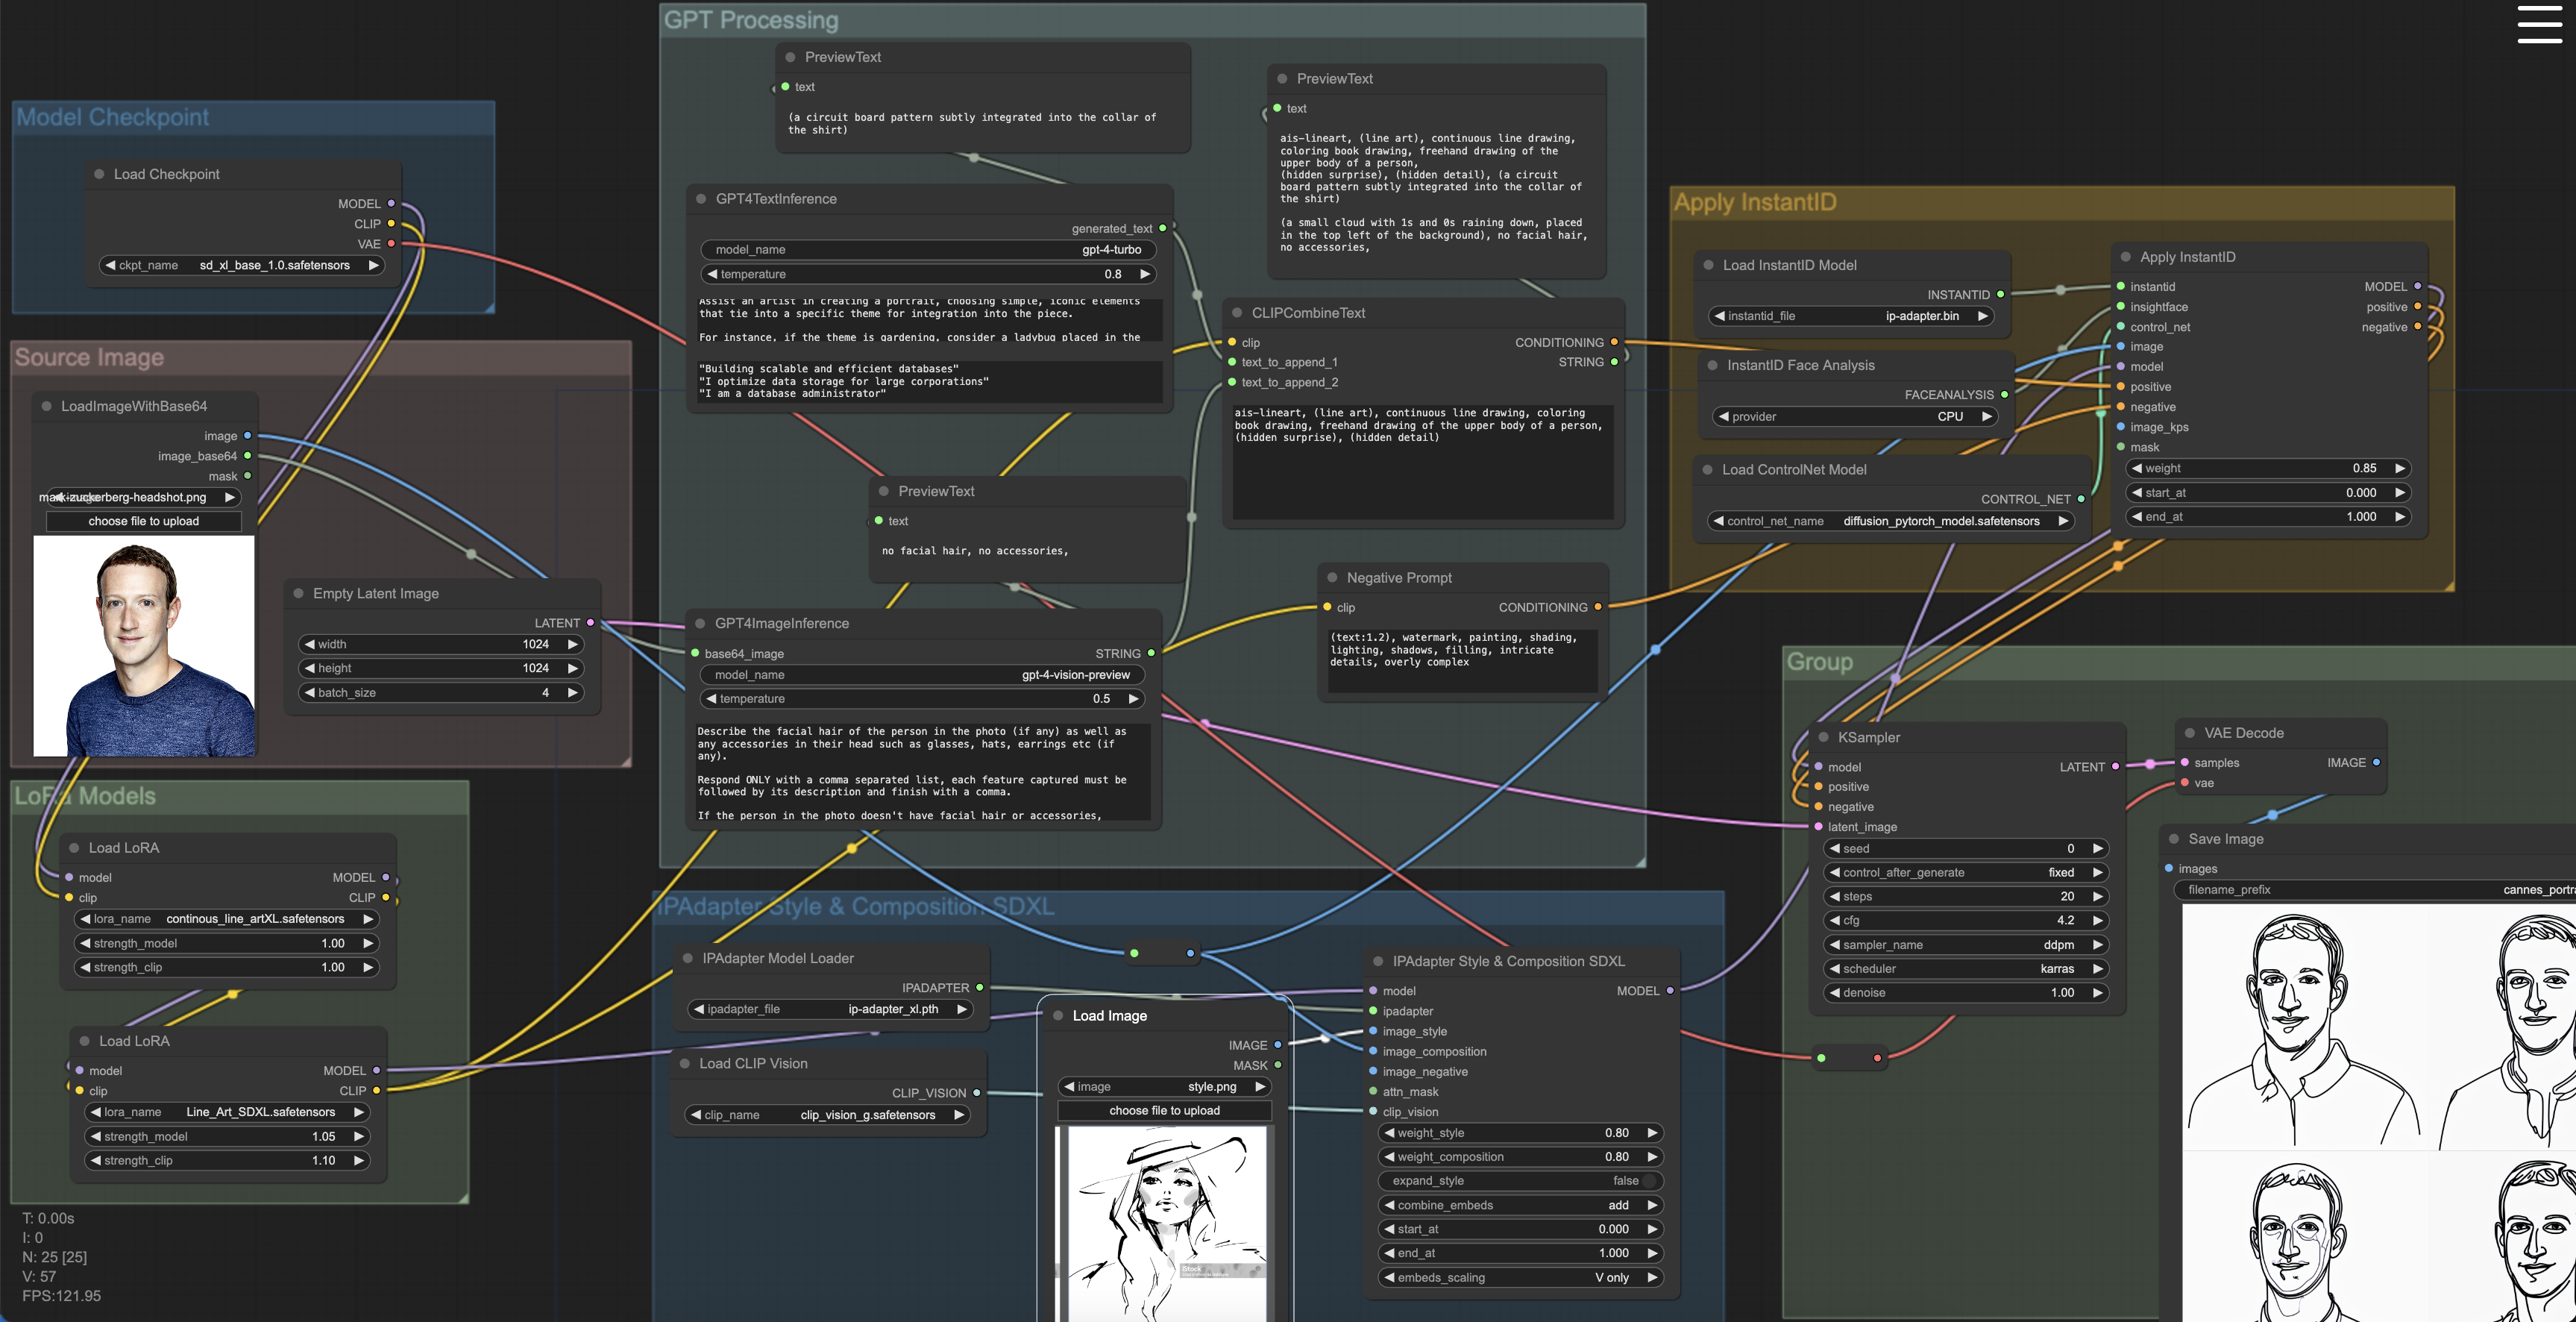 GPT Processing
PreviewText
text
(a circuit board pattern subtly integrated into the collar of
the shirt)
PreviewText
text
ais-lineart, (line art), continuous line drawing,
coloring book drawing, freehand drawing of the
upper body of a person,
(hidden surprise), (hidden detail), (a circuit
board pattern subtly integrated into the collar of
the shirt)
(a small cloud with 1s and 0s raining down, placed
in the top left of the background), no facial hair,
no accessories,
Model Checkpoint
Load Checkpoint
MODEL
CLIP
VAE
ckpt_name sd_xl_base_1.0.safetensors
GPT4TextInference
generated_text
model_name gpt-4-turbo
temperature 0.8
Assist an artist in creating a portrait, choosing simple, iconic elements
that tie into a specific theme for integration into the piece.
For instance, if the theme is gardening, consider a ladybug placed in the
"Building scalable and efficient databases"
"I optimize data storage for large corporations"
"I am a database administrator"
CLIPCombineText
clip CONDITIONING
text_to_append_1 STRING
text_to_append_2
ais-lineart, (line art), continuous line drawing, coloring
book drawing, freehand drawing of the upper body of a person,
(hidden surprise), (hidden detail)
Apply InstantID
Load InstantID Model
INSTANTID
instantid_file ip-adapter.bin
InstantID Face Analysis
FACEANALYSIS
provider CPU
Load ControlNet Model
CONTROL_NET
control_net_name diffusion_pytorch_model.safetensors
Apply InstantID
instantid MODEL
insightface positive
control_net negative
image
model
positive
negative
image_kps
mask
weight 0.85
start_at 0.000
end_at 1.000
Source Image
LoadImageWithBase64
image
image_base64
mask
mark-zuckerberg-headshot.png
choose file to upload
Empty Latent Image
LATENT
width 1024
height 1024
batch_size 4
PreviewText
text
no facial hair, no accessories,
GPT4ImageInference
base64_image STRING
model_name gpt-4-vision-preview
temperature 0.5
Describe the facial hair of the person in the photo (if any) as well as
any accessories in their head such as glasses, hats, earrings etc (if
any).
Respond ONLY with a comma separated list, each feature captured must be
followed by its description and finish with a comma.
If the person in the photo doesn't have facial hair or accessories,
Negative Prompt
clip CONDITIONING
(text:1.2), watermark, painting, shading,
lighting, shadows, filling, intricate
details, overly complex
LoRa Models
Load LoRA
model MODEL
clip CLIP
lora_name continous_line_artXL.safetensors
strength_model 1.00
strength_clip 1.00
Load LoRA
model MODEL
clip CLIP
lora_name Line_Art_SDXL.safetensors
strength_model 1.05
strength_clip 1.10
IPAdapter Style & Composition SDXL
IPAdapter Model Loader
IPADAPTER
ipadapter_file ip-adapter_xl.pth
Load CLIP Vision
CLIP_VISION
clip_name clip_vision_g.safetensors
Load Image
IMAGE
MASK
image style.png
choose file to upload
iStock
IPAdapter Style & Composition SDXL
model MODEL
ipadapter
image_style
image_composition
image_negative
attn_mask
clip_vision
weight_style 0.80
weight_composition 0.80
expand_style false
combine_embeds add
start_at 0.000
end_at 1.000
embeds_scaling V only
Group
KSampler
model LATENT
positive
negative
latent_image
seed 0
control_after_generate fixed
steps 20
cfg 4.2
sampler_name ddpm
scheduler karras
denoise 1.00
VAE Decode
samples IMAGE
vae
Save Image
images
filename_prefix cannes_portr
T: 0.00s
I: 0
N: 25 [25]
V: 57
FPS:121.95